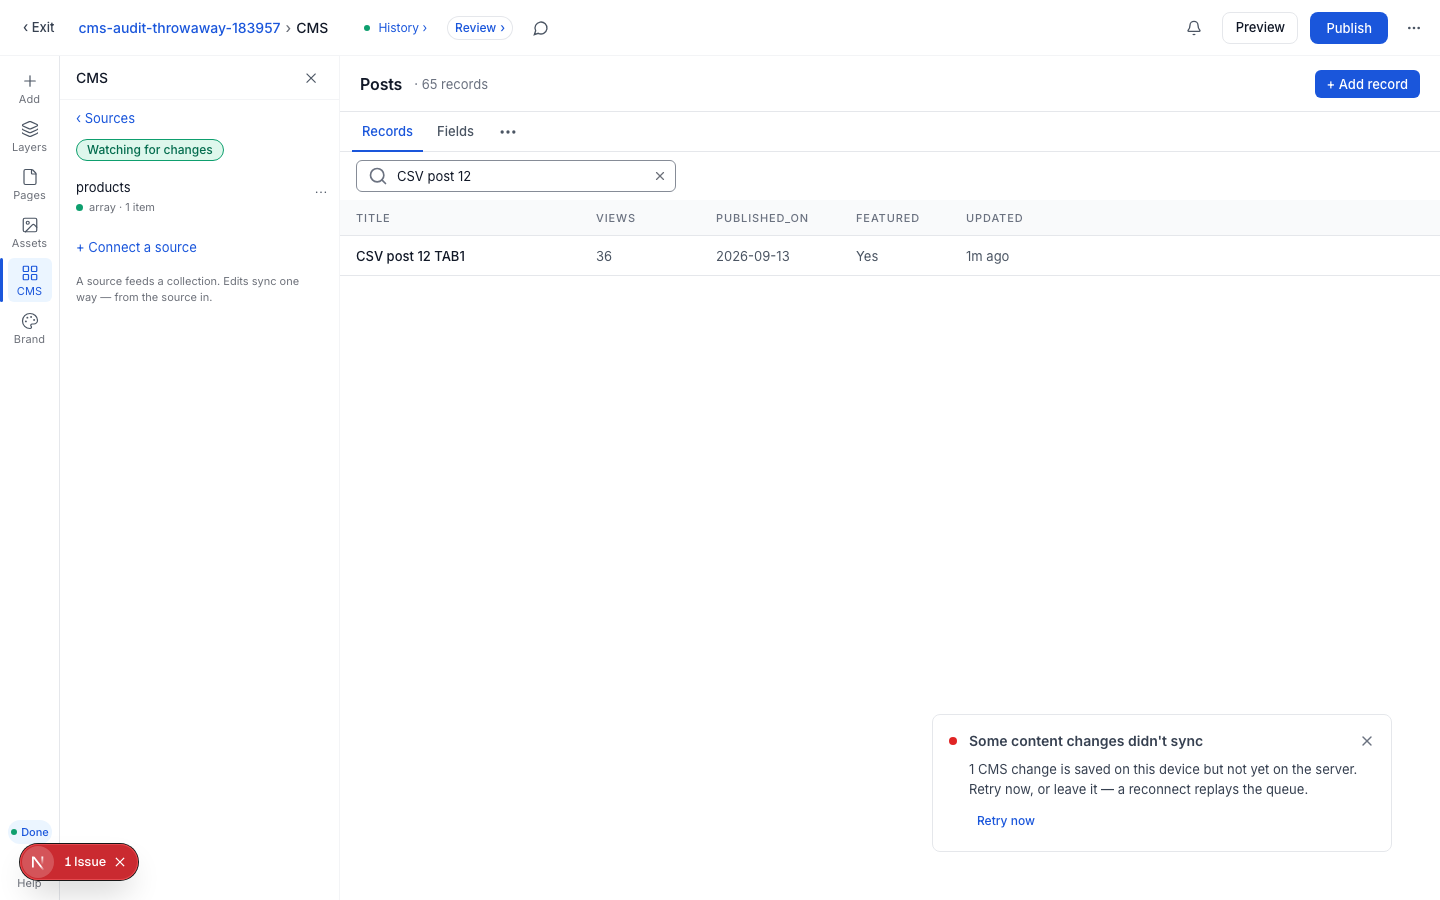 ‹ Exit
cms-audit-throwaway-183957 › CMS
History ›
Review ›
Preview
Publish
Add
Layers
Pages
Assets
CMS
Brand
CMS
‹ Sources
Watching for changes
products
array · 1 item
+ Connect a source
A source feeds a collection. Edits sync one
way — from the source in.
Posts · 65 records
+ Add record
Records Fields
CSV post 12
TITLE VIEWS PUBLISHED_ON FEATURED UPDATED
CSV post 12 TAB1 36 2026-09-13 Yes 1m ago
Some content changes didn't sync
1 CMS change is saved on this device but not yet on the server.
Retry now, or leave it — a reconnect replays the queue.
Retry now
Done
N 1 Issue
Help